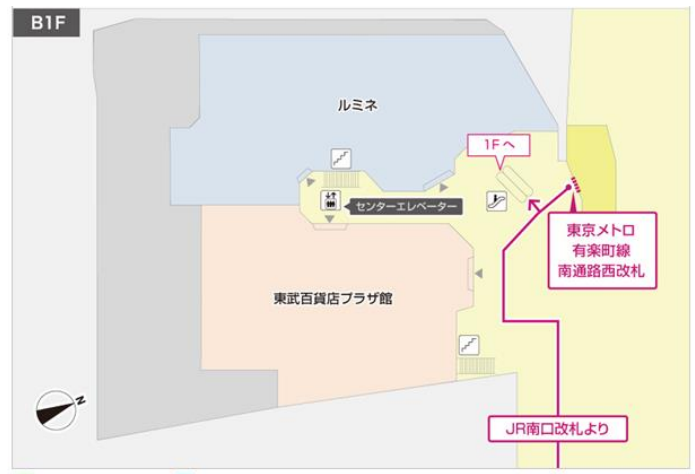 B1F
ルミネ
1Fへ
センターエレベーター
東京メトロ
有楽町線
南通路西改札
東武百貨店プラザ館
N
JR南口改札より